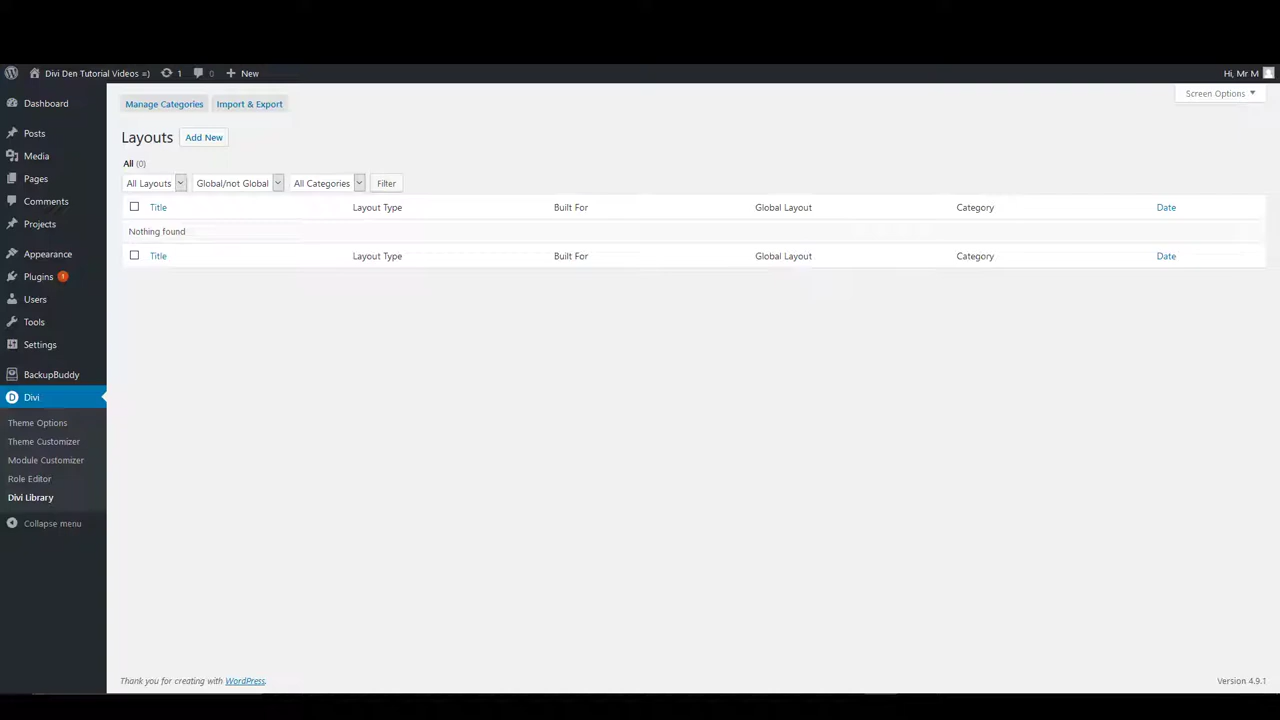 Divi Den Tutorial Videos =) 1 0 New Hi, Mr M
Screen Options
Manage Categories Import & Export
Layouts Add New
All (0)
All Layouts Global/not Global All Categories Filter
Title Layout Type Built For Global Layout Category Date
Nothing found
Title Layout Type Built For Global Layout Category Date
Dashboard
Posts
Media
Pages
Comments
Projects
Appearance
Plugins 1
Users
Tools
Settings
BackupBuddy
D Divi
Theme Options
Theme Customizer
Module Customizer
Role Editor
Divi Library
Collapse menu
Thank you for creating with WordPress. Version 4.9.1